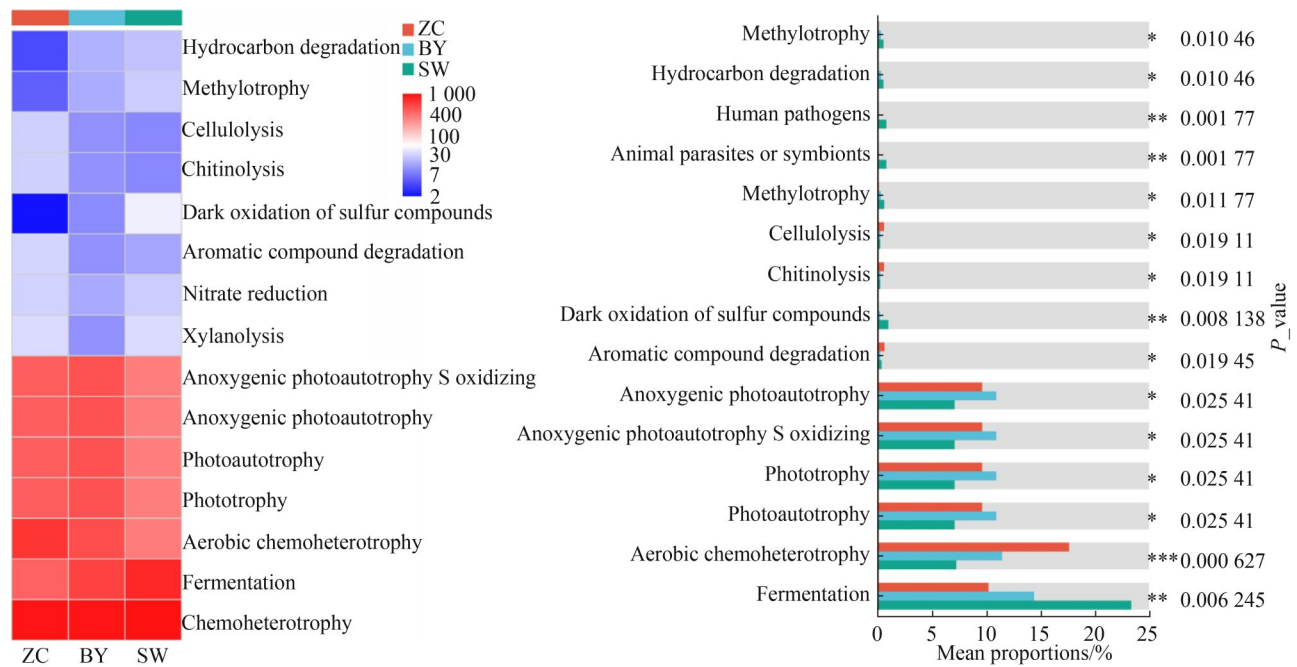 Hydrocarbon degradation
Methylotrophy
Cellulolysis
Chitinolysis
Dark oxidation of sulfur compounds
Aromatic compound degradation
Nitrate reduction
Xylanolysis
Anoxygenic photoautotrophy S oxidizing
Anoxygenic photoautotrophy
Photoautotrophy
Phototrophy
Aerobic chemoheterotrophy
Fermentation
Chemoheterotrophy
ZC BY SW
ZC
BY
SW
1 000
400
100
30
7
2
Methylotrophy * 0.010 46
Hydrocarbon degradation * 0.010 46
Human pathogens ** 0.001 77
Animal parasites or symbionts ** 0.001 77
Methylotrophy * 0.011 77
Cellulolysis * 0.019 11
Chitinolysis * 0.019 11
Dark oxidation of sulfur compounds ** 0.008 138
Aromatic compound degradation * 0.019 45
Anoxygenic photoautotrophy * 0.025 41
Anoxygenic photoautotrophy S oxidizing * 0.025 41
Phototrophy * 0.025 41
Photoautotrophy * 0.025 41
Aerobic chemoheterotrophy *** 0.000 627
Fermentation ** 0.006 245
0 5 10 15 20 25
Mean proportions/%
P_value